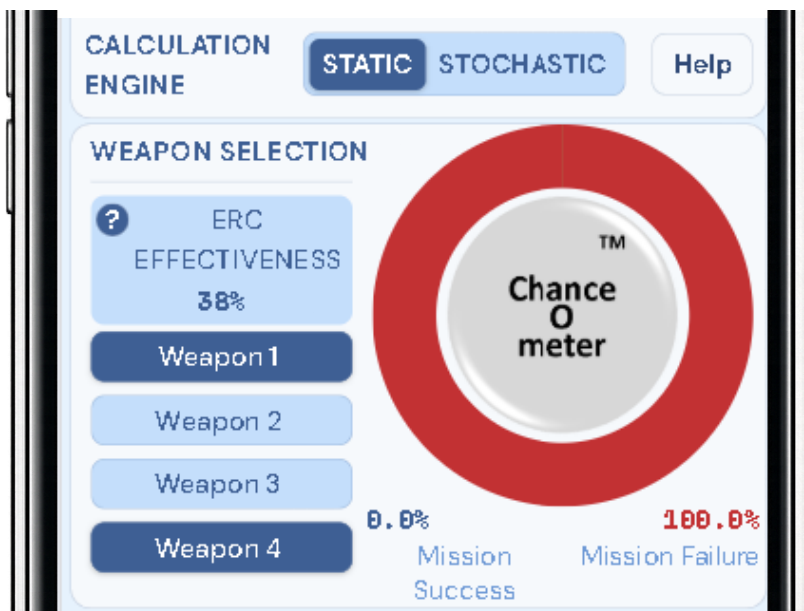 CALCULATION
ENGINE
STATIC
STOCHASTIC
Help
WEAPON SELECTION
?
ERC
EFFECTIVENESS
38%
Weapon 1
Weapon 2
Weapon 3
Weapon 4
TM
Chance
O
meter
0.0%
Mission
Success
100.0%
Mission Failure